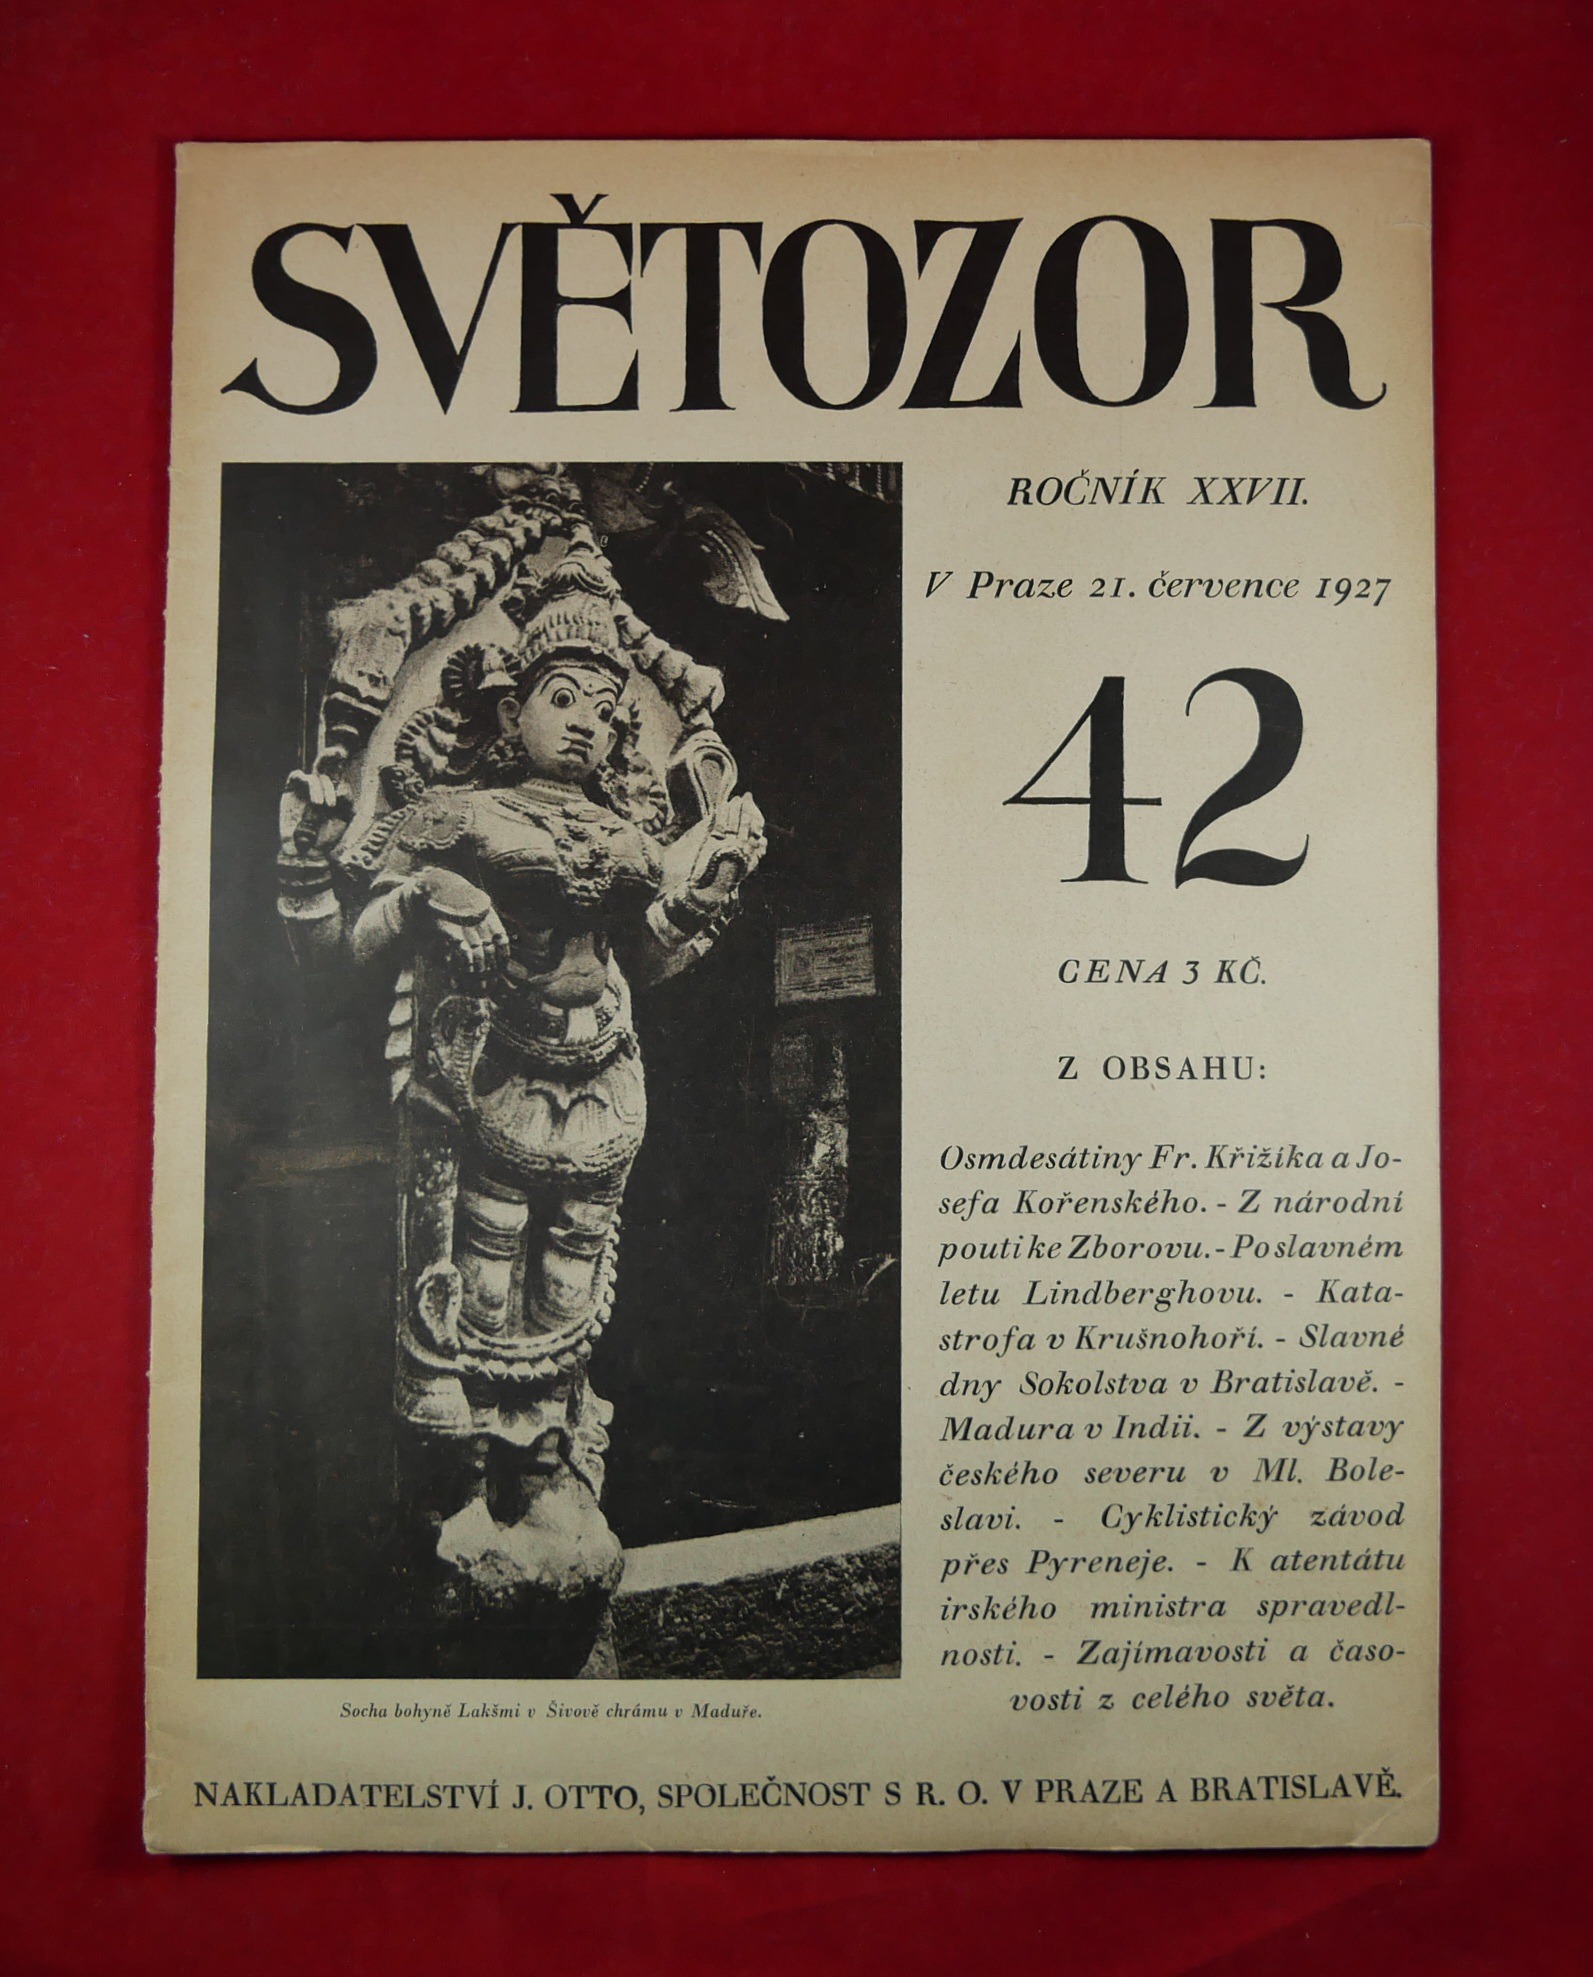 SVĚTOZOR
ROČNÍK XXVII.
V Praze 21. července 1927
42
CENA 3 KČ.
Z OBSAHU:
Osmdesátiny Fr. Křižíka a Jo-
sefa Kořenského. - Z národní
pouti ke Zborovu. - Po slavném
letu Lindberghovu. - Kata-
strofa v Krušnohoří. - Slavné
dny Sokolstva v Bratislavě. -
Madura v Indii. - Z výstavy
českého severu v Ml. Bole-
slavi. - Cyklistický závod
přes Pyreneje. - K atentátu
irského ministra spravedl-
nosti. - Zajímavosti a časo-
vosti z celého světa.
Socha bohyně Lakšmi v Šivově chrámu v Maduře.
NAKLADATELSTVÍ J. OTTO, SPOLEČNOST S R. O. V PRAZE A BRATISLAVĚ.